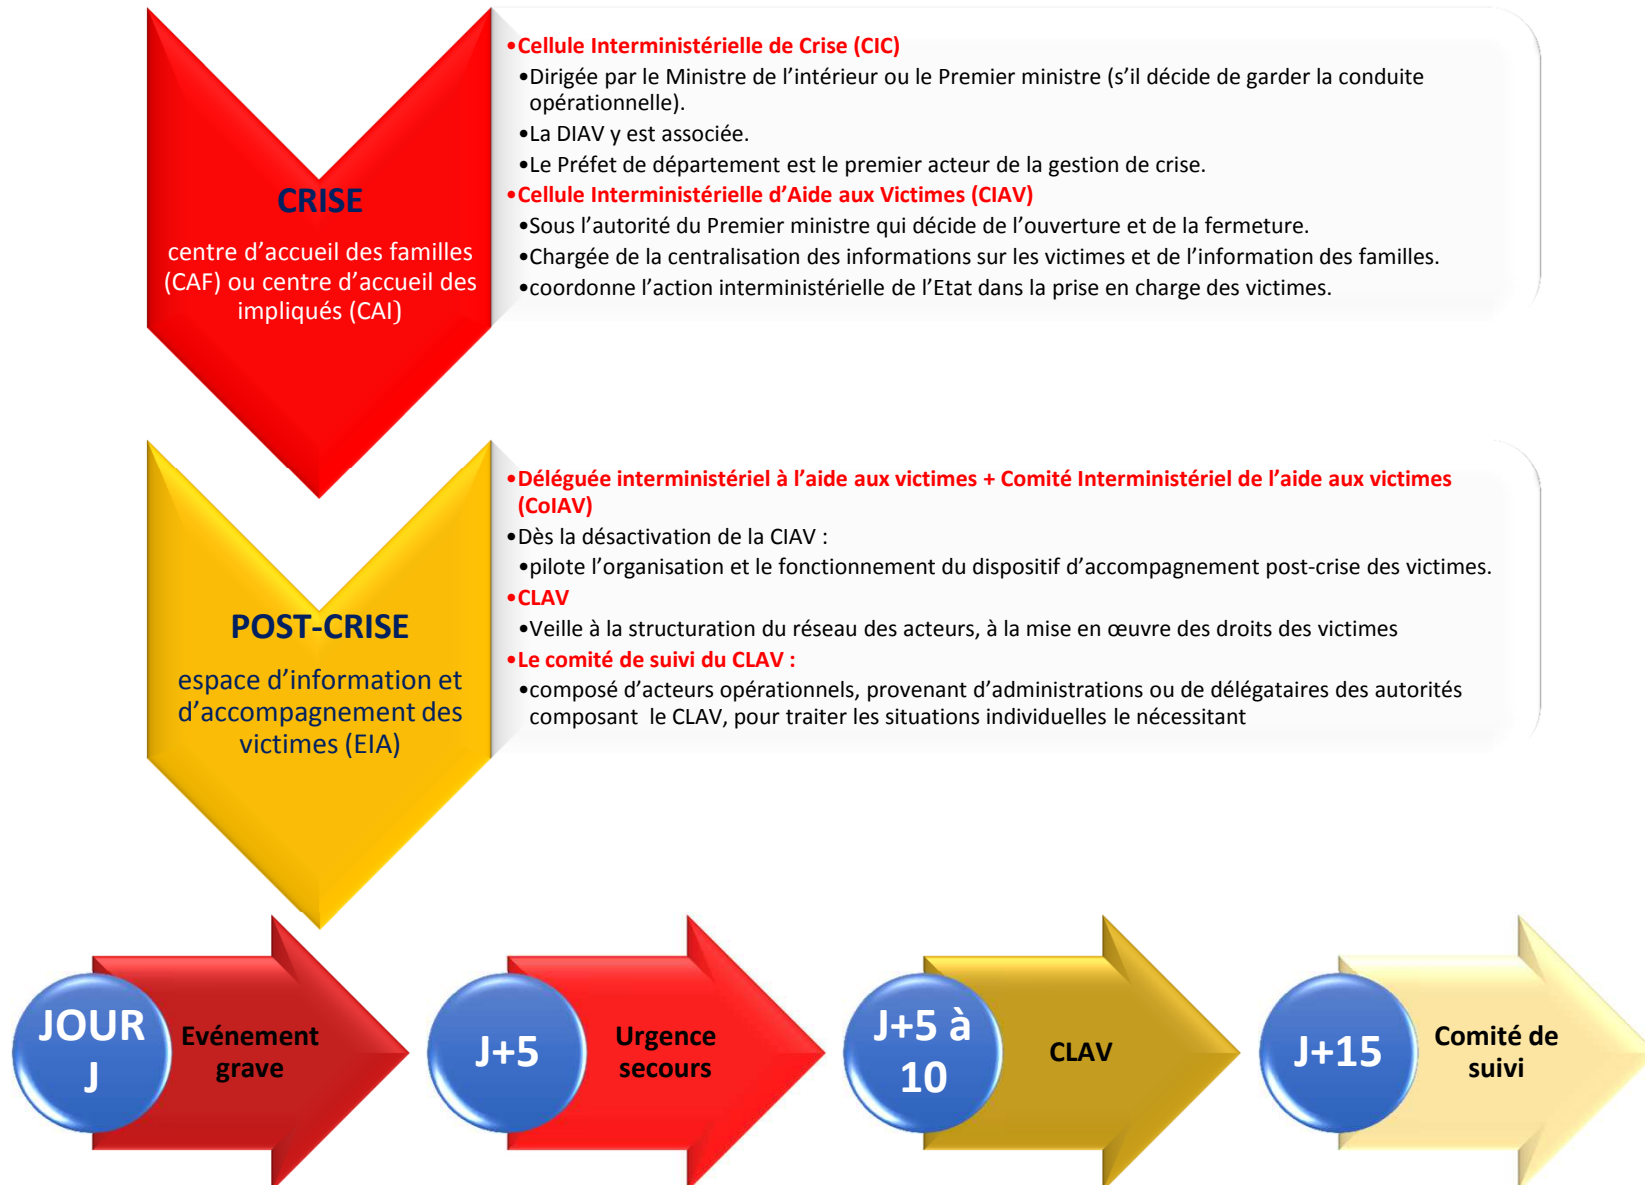 •Cellule Interministérielle de Crise (CIC)
•Dirigée par le Ministre de l’intérieur ou le Premier ministre (s’il décide de garder la conduite
opérationnelle).
•La DIAV y est associée.
•Le Préfet de département est le premier acteur de la gestion de crise.
•Cellule Interministérielle d’Aide aux Victimes (CIAV)
•Sous l’autorité du Premier ministre qui décide de l’ouverture et de la fermeture.
•Chargée de la centralisation des informations sur les victimes et de l’information des familles.
•coordonne l’action interministérielle de l’Etat dans la prise en charge des victimes.
CRISE
centre d’accueil des familles
(CAF) ou centre d’accueil des
impliqués (CAI)
•Déléguée interministériel à l’aide aux victimes + Comité Interministériel de l’aide aux victimes
(CoIAV)
•Dès la désactivation de la CIAV :
•pilote l’organisation et le fonctionnement du dispositif d’accompagnement post-crise des victimes.
•CLAV
•Veille à la structuration du réseau des acteurs, à la mise en œuvre des droits des victimes
•Le comité de suivi du CLAV :
•composé d’acteurs opérationnels, provenant d’administrations ou de délégataires des autorités
composant le CLAV, pour traiter les situations individuelles le nécessitant
POST-CRISE
espace d’information et
d’accompagnement des
victimes (EIA)
JOUR
J
Evénement
grave
J+5
Urgence
secours
J+5 à
10
CLAV
J+15
Comité de
suivi